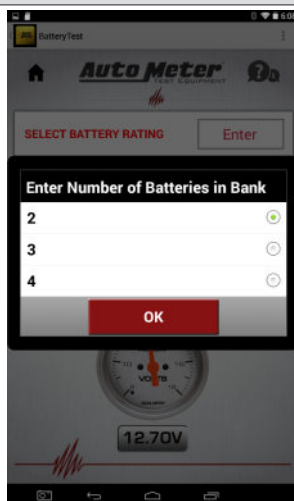 6:08
BatteryTest
Auto Meter
TEST EQUIPMENT
SELECT BATTERY RATING
Enter
Enter Number of Batteries in Bank
2
3
4
OK
VOLTS
12.70V